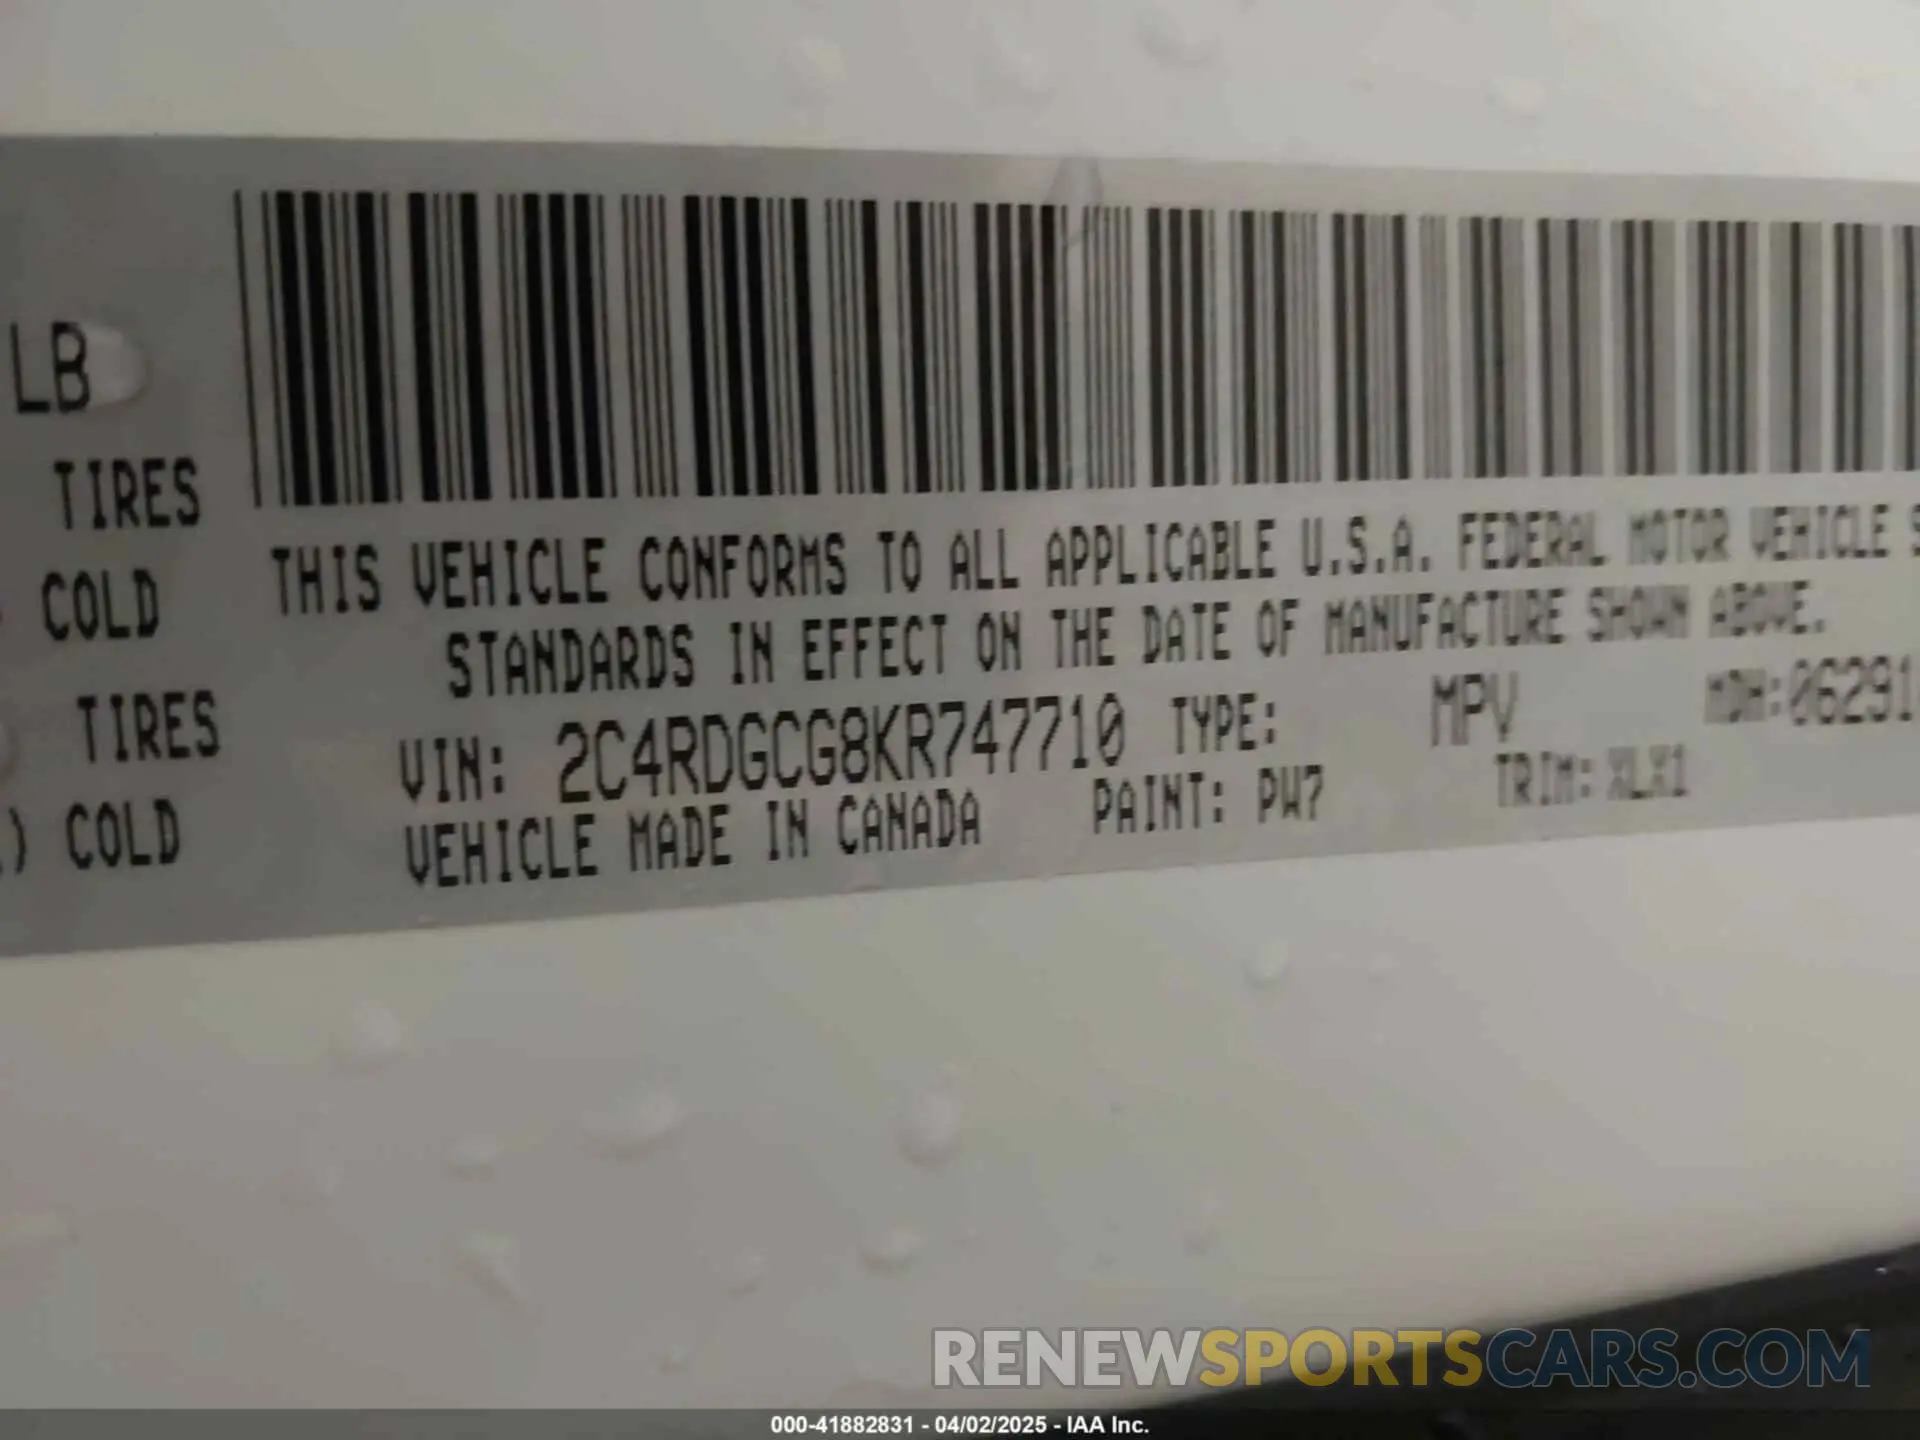 LB
TIRES
COLD
TIRES
) COLD
THIS VEHICLE CONFORMS TO ALL APPLICABLE U.S.A. FEDERAL MOTOR VEHICLE S
STANDARDS IN EFFECT ON THE DATE OF MANUFACTURE SHOWN ABOVE.
VIN: 2C4RDGCG8KR747710 TYPE: MPV MDH: 06291
VEHICLE MADE IN CANADA PAINT: PW7 TRIM: XLX1
RENEWSPORTSCARS.COM
000-41882831 - 04/02/2025 - IAA Inc.